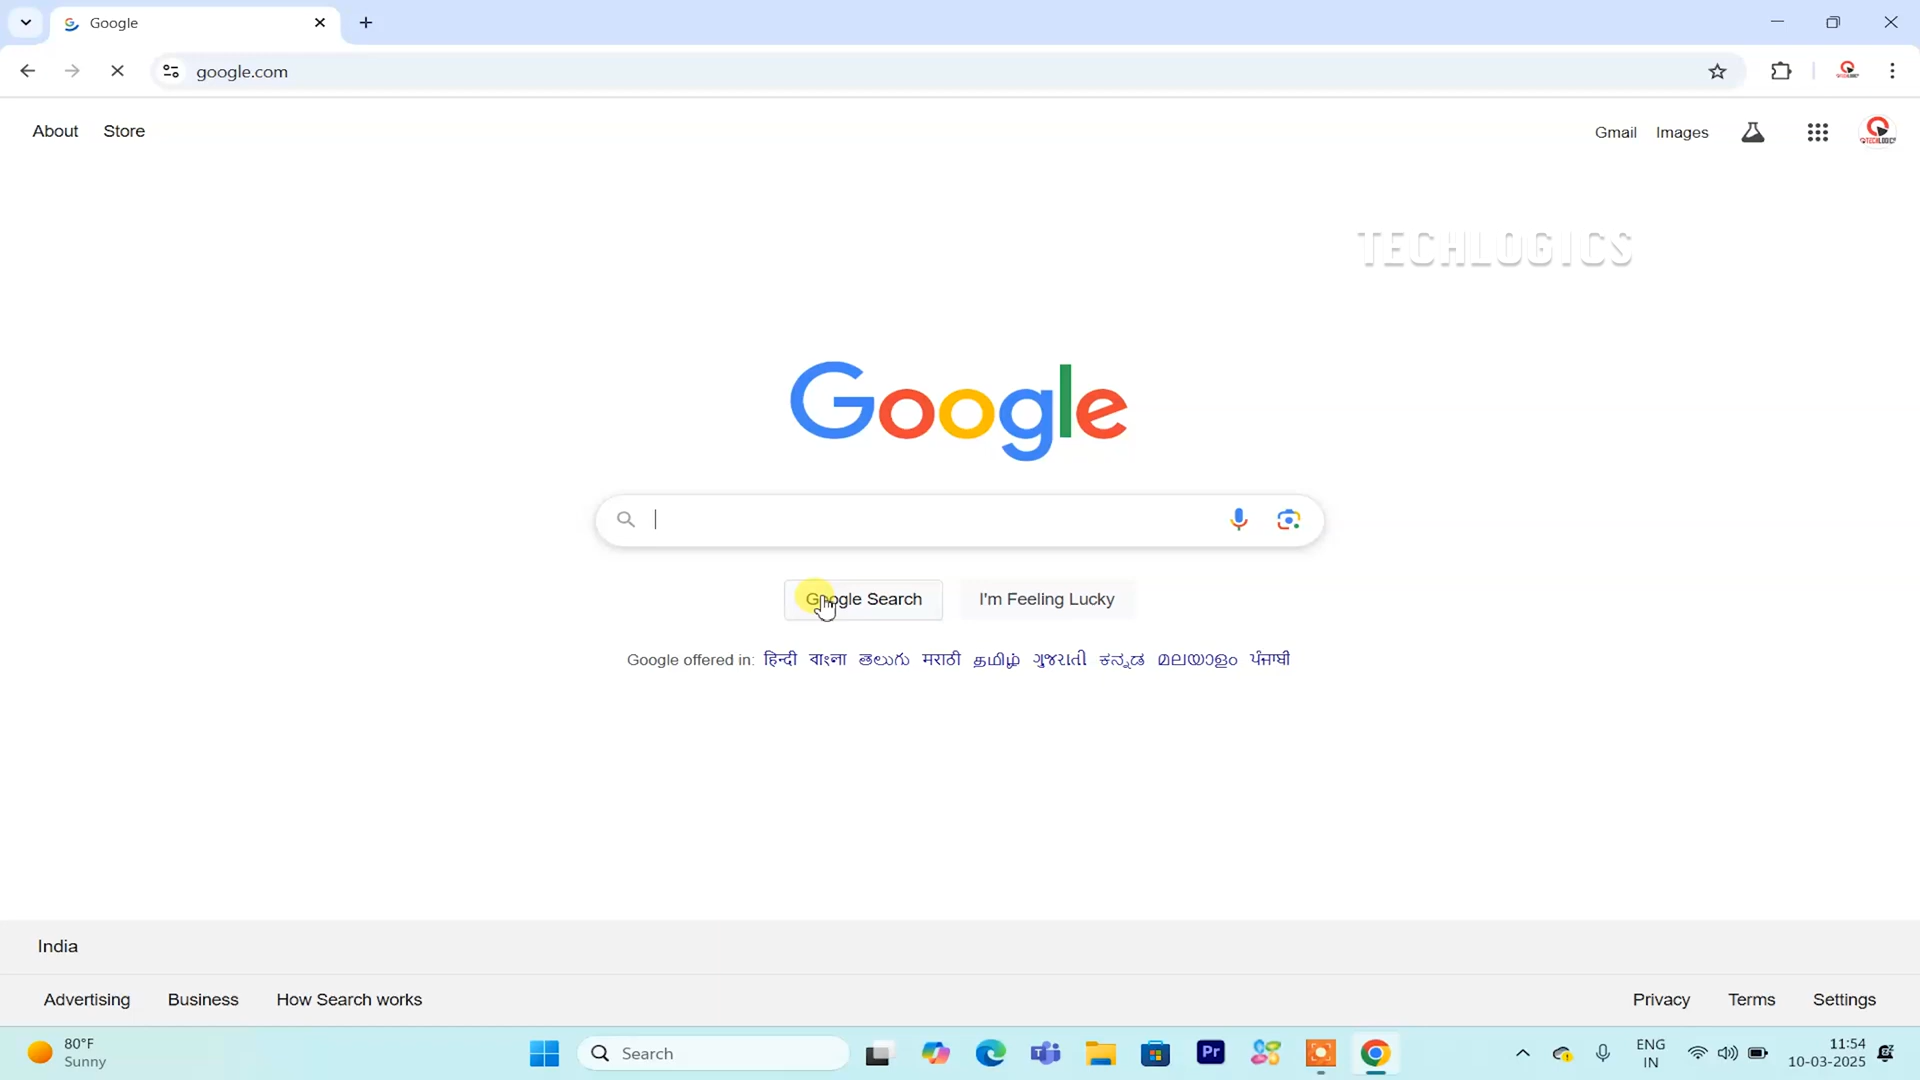 Google
google.com
About Store
Gmail Images
TECHLOGICS
Google
Google Search I'm Feeling Lucky
Google offered in: हिन्दी বাংলা తెలుగు मराठी தமிழ் ગુજરાતી ಕನ್ನಡ മലയാളം ਪੰਜਾਬੀ
India
Advertising Business How Search works
Privacy Terms Settings
80°F
Sunny
Search
Pr
ENG
IN
11:54
10-03-2025